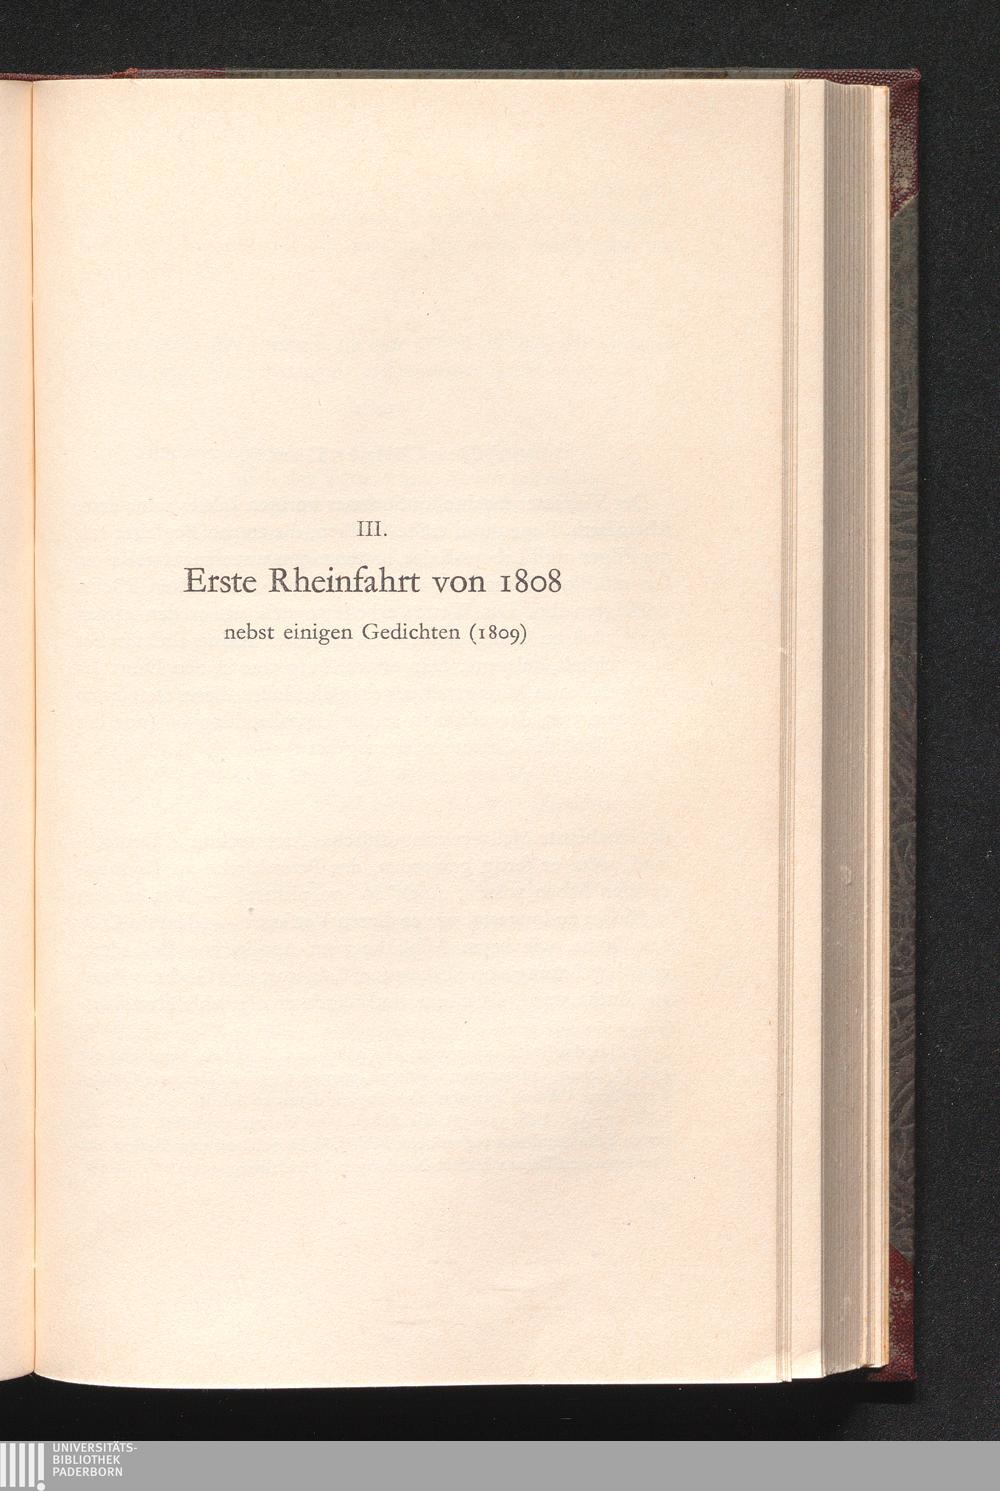 III.
Erste Rheinfahrt von 1808
nebst einigen Gedichten (1809)
UNIVERSITÄTS-
BIBLIOTHEK
PADERBORN